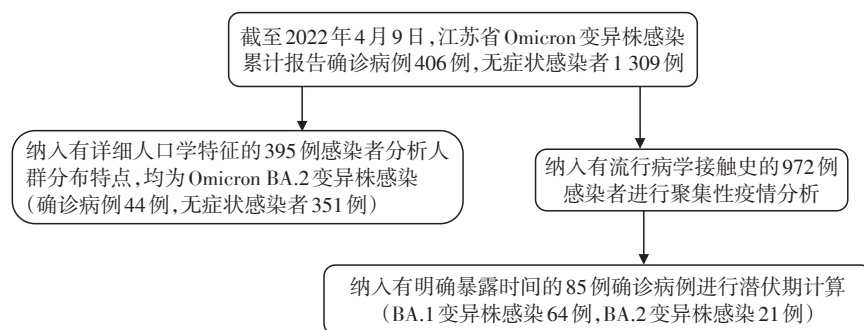 截至2022年4月9日，江苏省Omicron变异株感染
累计报告确诊病例406例，无症状感染者1 309例
纳入有详细人口学特征的395例感染者分析人
群分布特点，均为Omicron BA.2变异株感染
（确诊病例44例，无症状感染者351例）
纳入有流行病学接触史的972例
感染者进行聚集性疫情分析
纳入有明确暴露时间的85例确诊病例进行潜伏期计算
（BA.1变异株感染64例，BA.2变异株感染21例）